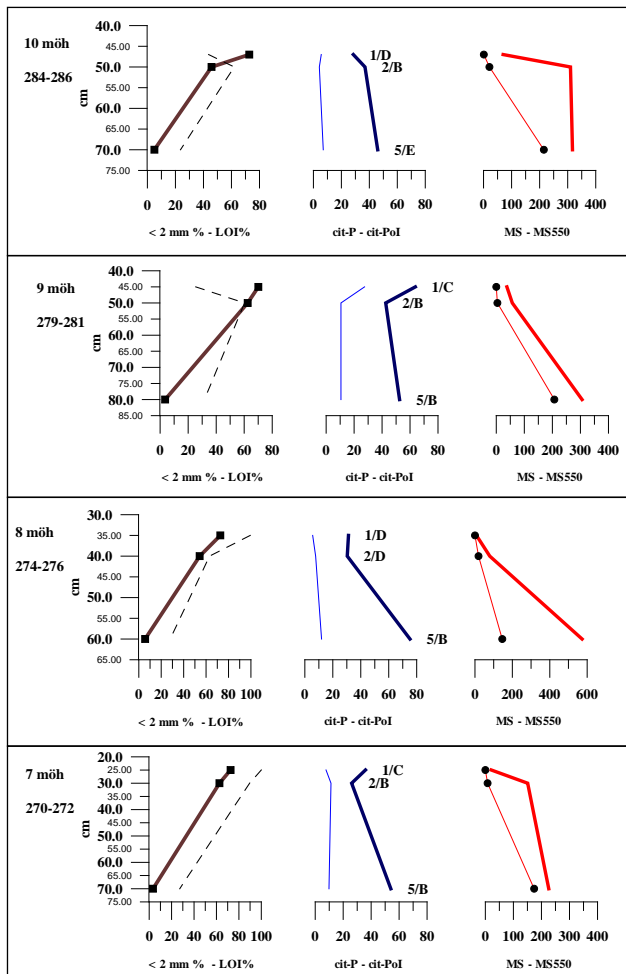 10 möh
284-286
cm
40.0
45.00
50.0
55.00
60.0
65.00
70.0
75.00
1/D
2/B
5/E
0 20 40 60 80
0 20 40 60 80
0 100 200 300 400
< 2 mm % - LOI%
cit-P - cit-PoI
MS - MS550
9 möh
279-281
cm
40.0
45.00
50.0
55.00
60.0
65.00
70.0
75.00
80.0
85.00
1/C
2/B
5/B
0 20 40 60 80
0 20 40 60 80
0 100 200 300 400
< 2 mm % - LOI%
cit-P - cit-PoI
MS - MS550
8 möh
274-276
cm
30.0
35.00
40.0
45.00
50.0
55.00
60.0
65.00
1/D
2/D
5/B
0 20 40 60 80 100
0 20 40 60 80
0 200 400 600
< 2 mm % - LOI%
cit-P - cit-PoI
MS - MS550
7 möh
270-272
cm
20.0
25.00
30.0
35.00
40.0
45.00
50.0
55.00
60.0
65.00
70.0
75.00
1/C
2/B
5/B
0 20 40 60 80 100
0 20 40 60 80
0 100 200 300 400
< 2 mm % - LOI%
cit-P - cit-PoI
MS - MS550